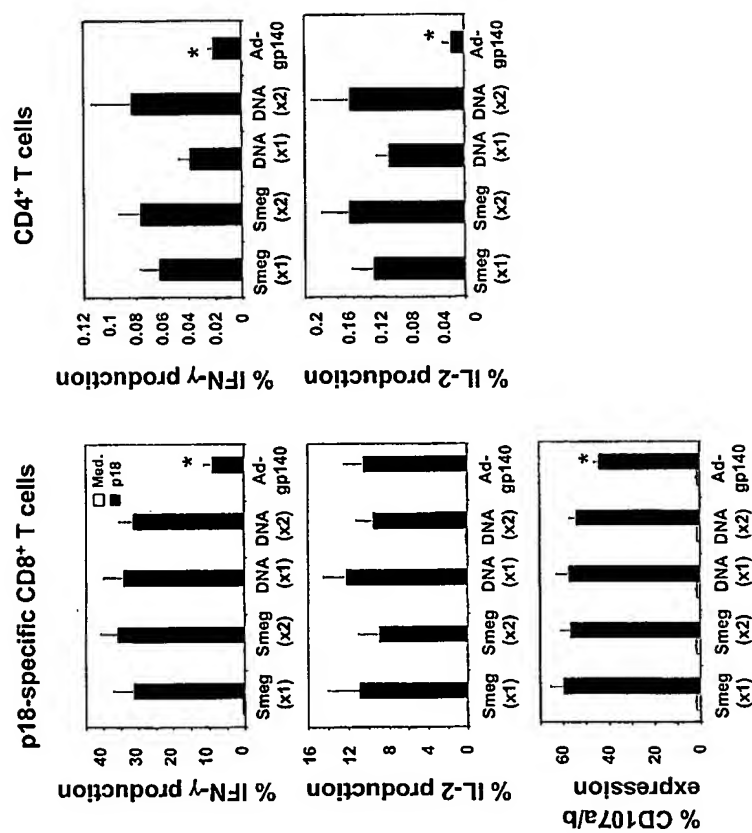 p18-specific CD8+ T cells
% IFN-γ production
40
30
20
10
0
□ Med.
■ p18
*
Smeg (x1)
Smeg (x2)
DNA (x1)
DNA (x2)
Ad-gp140
% IL-2 production
16
12
8
4
0
Smeg (x1)
Smeg (x2)
DNA (x1)
DNA (x2)
Ad-gp140
% CD107a/b expression
60
40
20
0
*
Smeg (x1)
Smeg (x2)
DNA (x1)
DNA (x2)
Ad-gp140
CD4+ T cells
% IFN-γ production
0.12
0.1
0.08
0.06
0.04
0.02
0
*
Smeg (x1)
Smeg (x2)
DNA (x1)
DNA (x2)
Ad-gp140
% IL-2 production
0.2
0.16
0.12
0.08
0.04
0
*
Smeg (x1)
Smeg (x2)
DNA (x1)
DNA (x2)
Ad-gp140